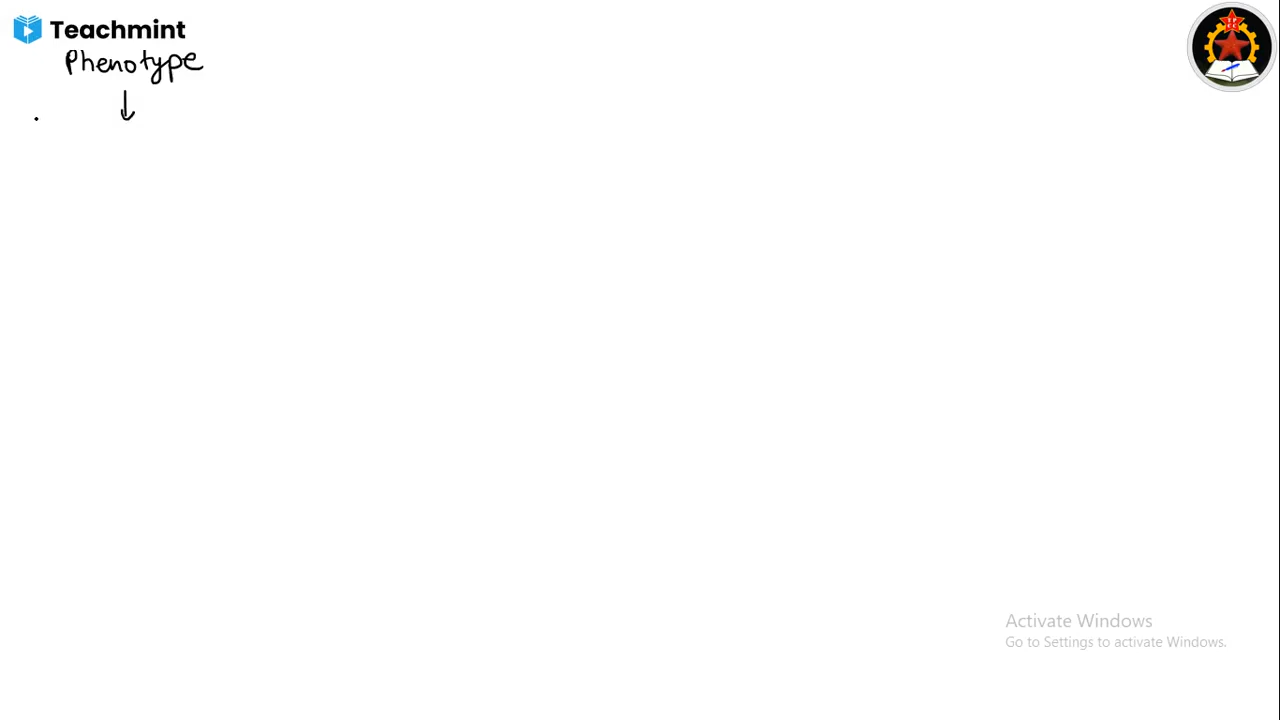 Teachmint
Phenotype
↓
Activate Windows
Go to Settings to activate Windows.